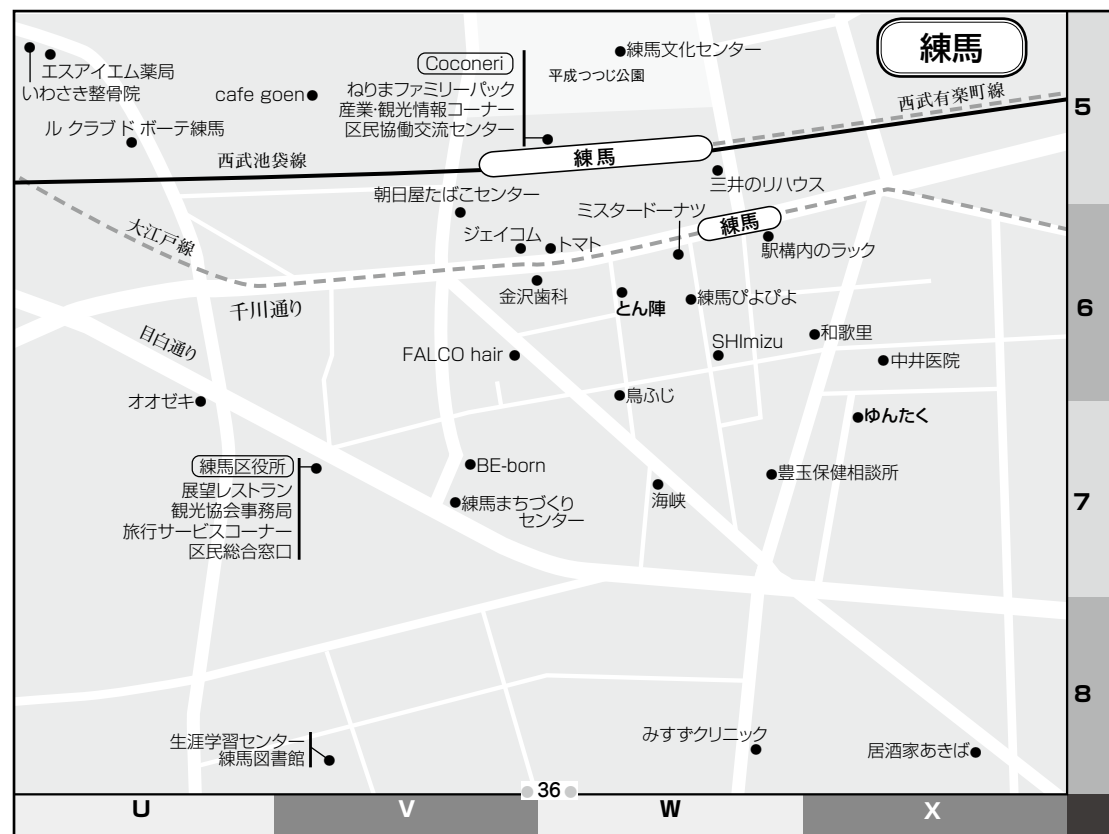 練馬
エスアイエム薬局
いわさき整骨院
cafe goen
ル クラブ ド ボーテ練馬
Coconeri
ねりまファミリーパック
産業・観光情報コーナー
区民協働交流センター
練馬文化センター
平成つつじ公園
西武有楽町線
西武池袋線
練馬
三井のリハウス
朝日屋たばこセンター
ミスタードーナツ
練馬
大江戸線
ジェイコム
トマト
駅構内のラック
千川通り
金沢歯科
とん陣
練馬ぴよぴよ
目白通り
FALCO hair
SHImizu
和歌里
中井医院
オオゼキ
鳥ふじ
ゆんたく
練馬区役所
展望レストラン
観光協会事務局
旅行サービスコーナー
区民総合窓口
BE-born
練馬まちづくり
センター
海峡
豊玉保健相談所
生涯学習センター
練馬図書館
みすずクリニック
居酒家あきば
5
6
7
8
36
U
V
W
X